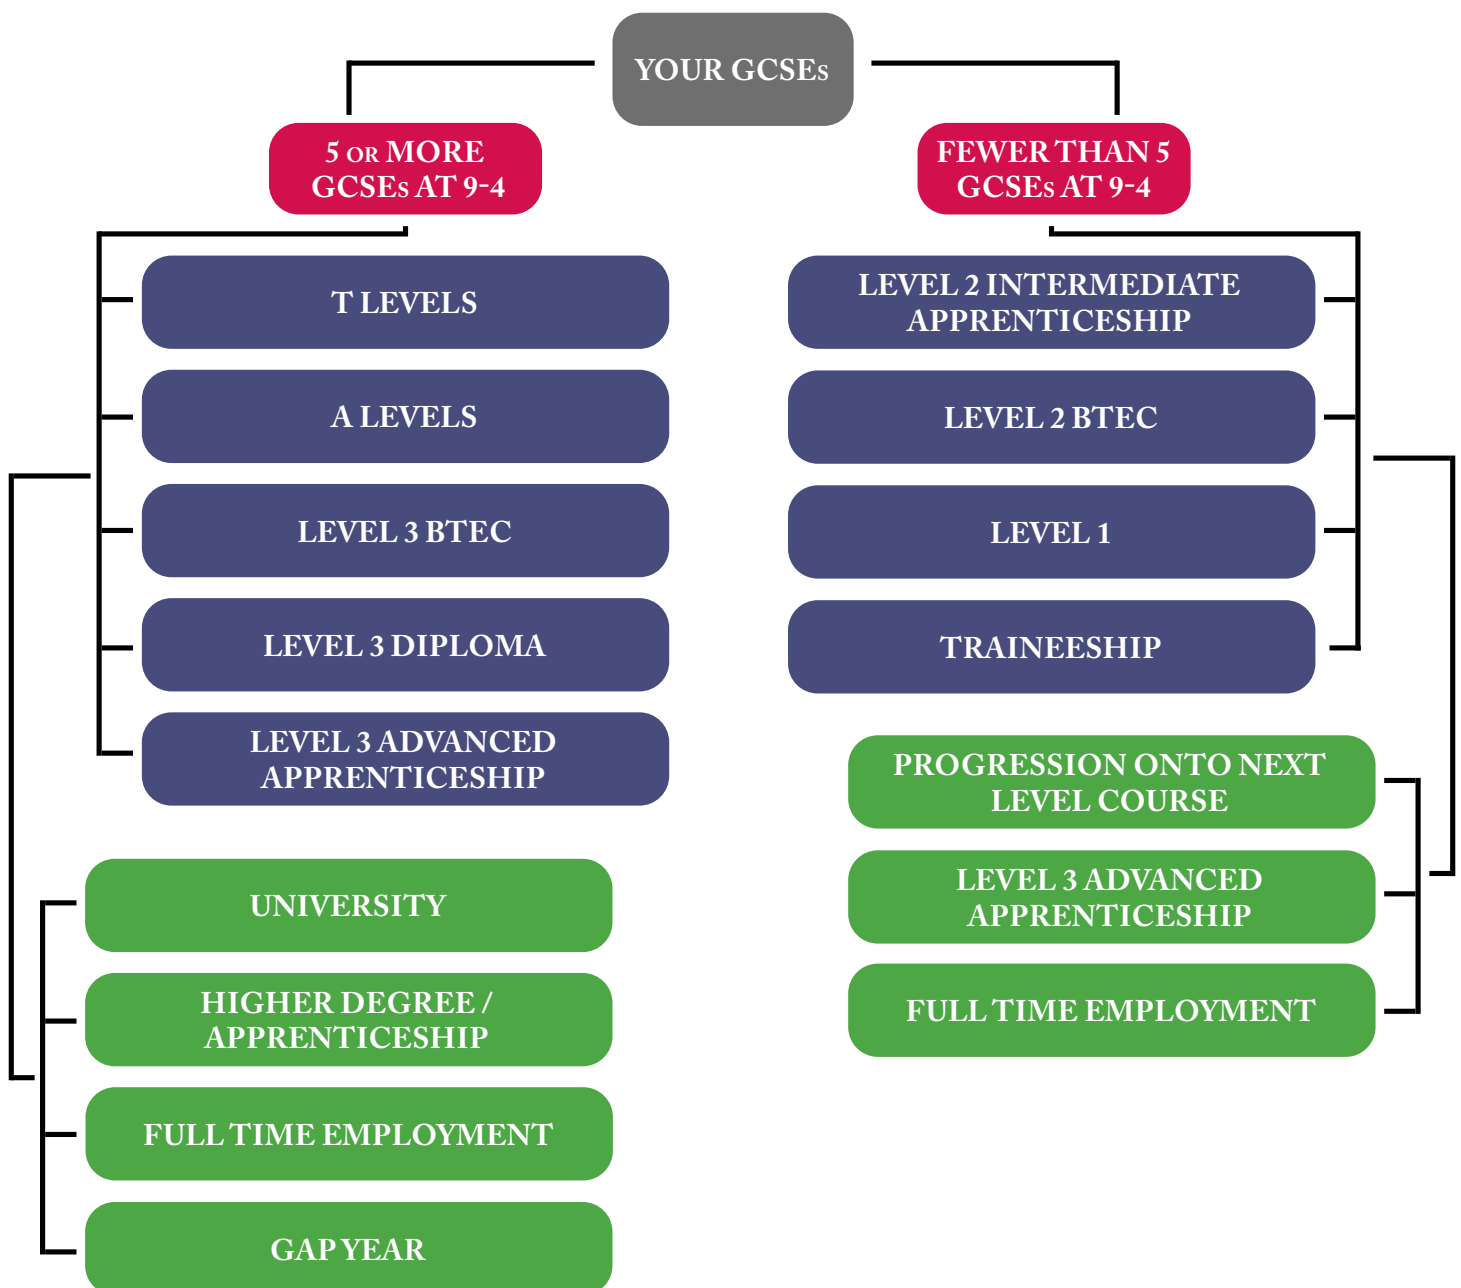 YOUR GCSEs
5 OR MORE
GCSEs AT 9-4
T LEVELS
A LEVELS
LEVEL 3 BTEC
LEVEL 3 DIPLOMA
LEVEL 3 ADVANCED
APPRENTICESHIP
UNIVERSITY
HIGHER DEGREE /
APPRENTICESHIP
FULL TIME EMPLOYMENT
GAP YEAR
FEWER THAN 5
GCSEs AT 9-4
LEVEL 2 INTERMEDIATE
APPRENTICESHIP
LEVEL 2 BTEC
LEVEL 1
TRAINEESHIP
PROGRESSION ONTO NEXT
LEVEL COURSE
LEVEL 3 ADVANCED
APPRENTICESHIP
FULL TIME EMPLOYMENT